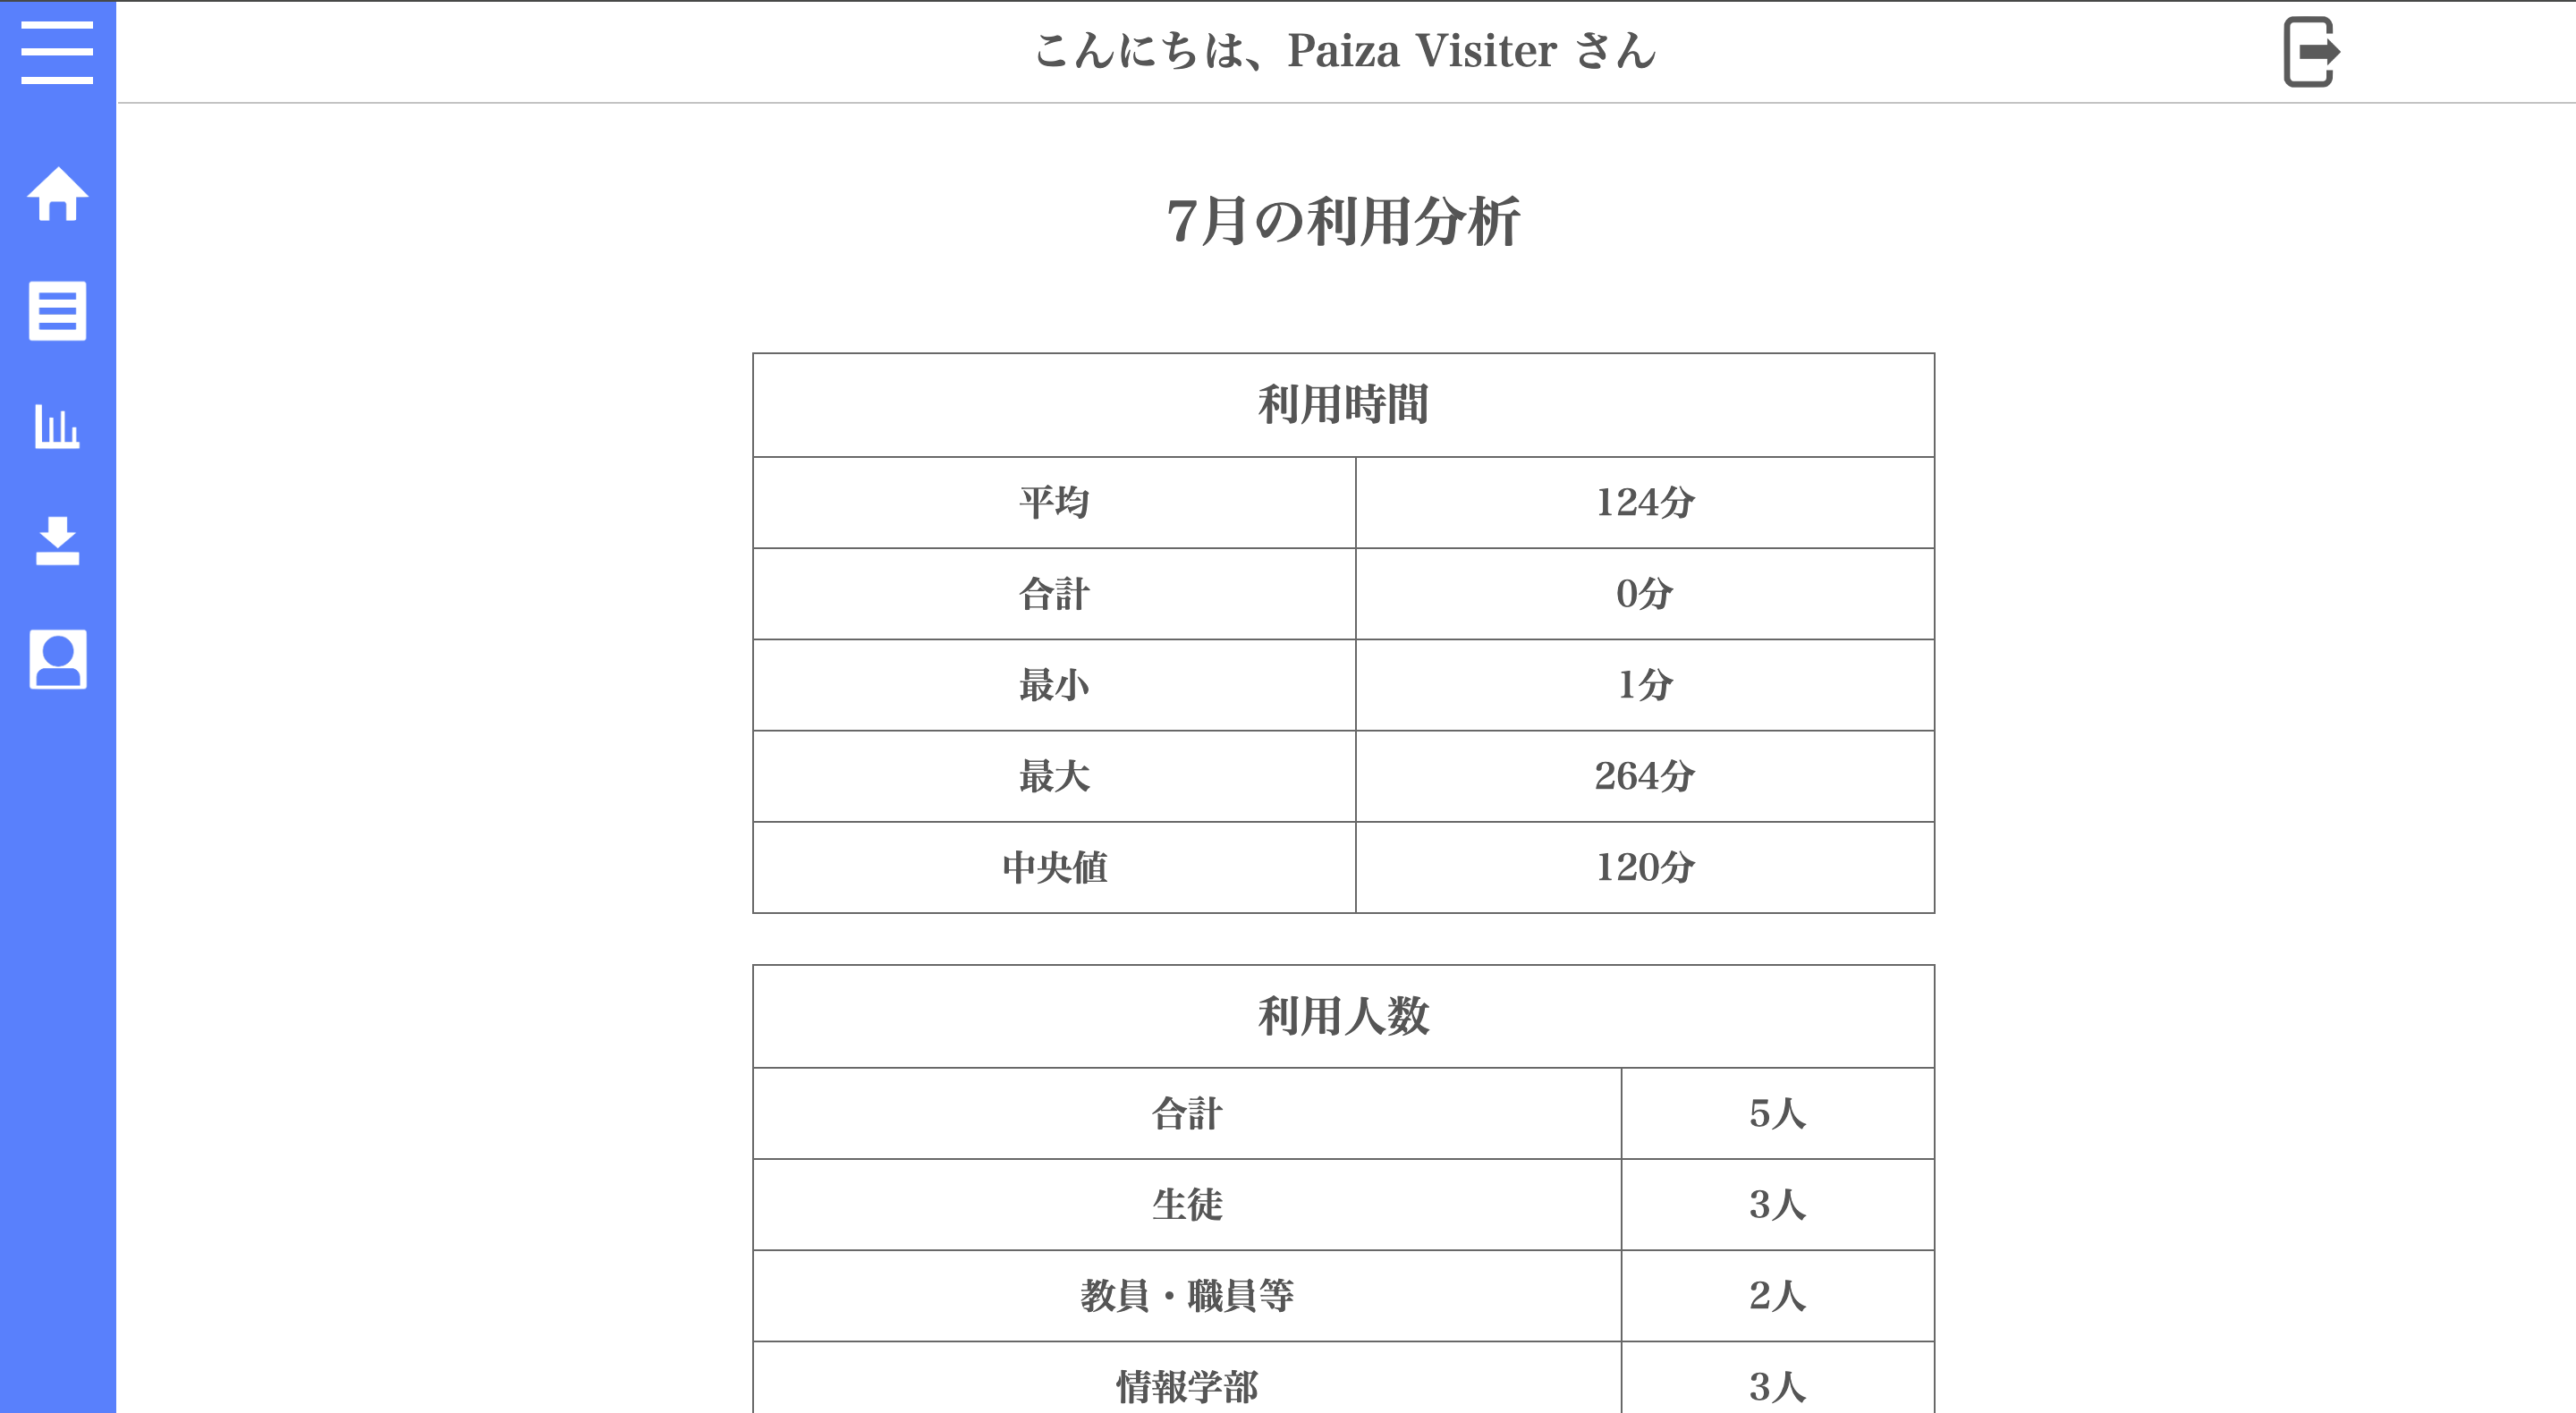 こんにちは、Paiza Visiter さん
7月の利用分析
利用時間
平均 124分
合計 0分
最小 1分
最大 264分
中央値 120分
利用人数
合計 5人
生徒 3人
教員・職員等 2人
情報学部 3人